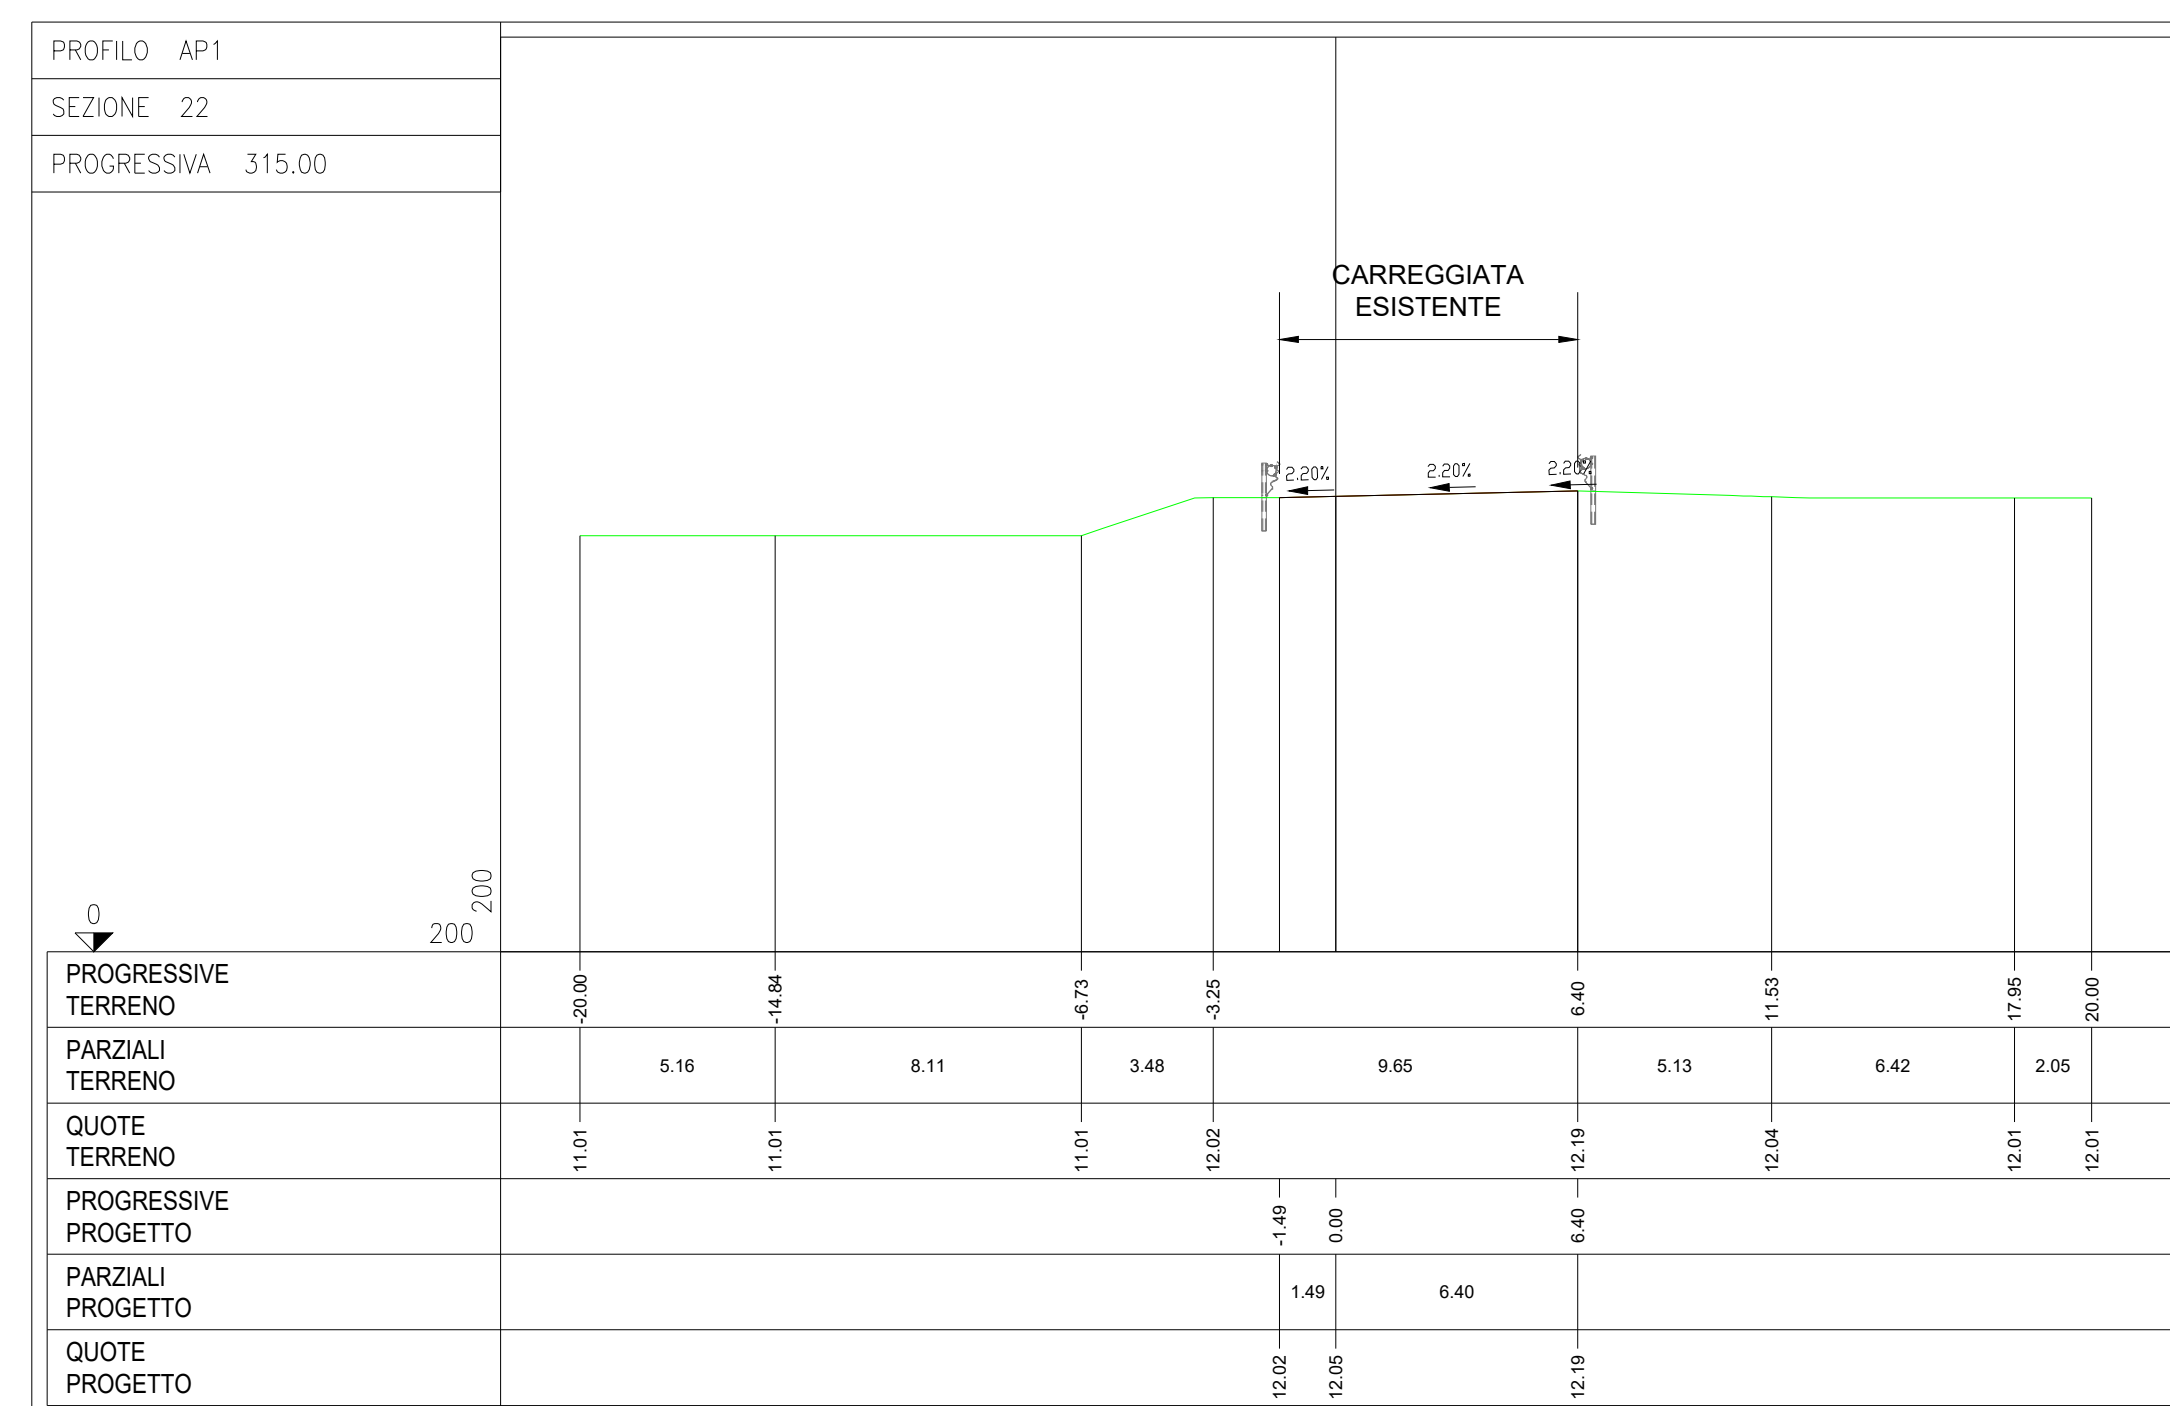 PROFILO AP1
SEZIONE 22
PROGRESSIVA 315.00
CARREGGIATA
ESISTENTE
2.20%
2.20%
2.20%
0
200
200
PROGRESSIVE
TERRENO
-20.00
-14.84
-6.73
-3.25
6.40
11.53
17.95
20.00
PARZIALI
TERRENO
5.16
8.11
3.48
9.65
5.13
6.42
2.05
QUOTE
TERRENO
11.01
11.01
11.01
12.02
12.19
12.04
12.01
12.01
PROGRESSIVE
PROGETTO
-1.49
0.00
6.40
PARZIALI
PROGETTO
1.49
6.40
QUOTE
PROGETTO
12.02
12.05
12.19